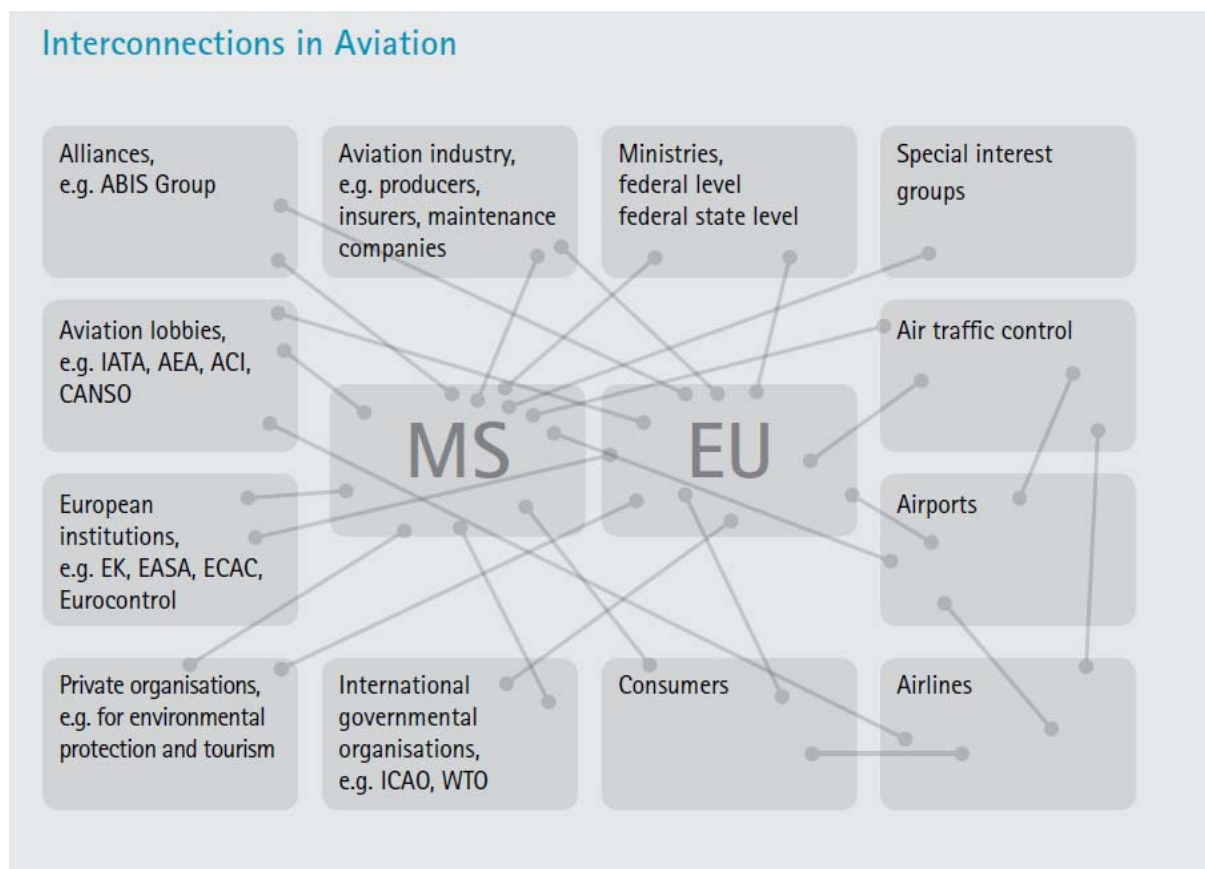 Interconnections in Aviation
Alliances,
e.g. ABIS Group
Aviation industry,
e.g. producers,
insurers, maintenance
companies
Ministries,
federal level
federal state level
Special interest
groups
Aviation lobbies,
e.g. IATA, AEA, ACI,
CANSO
MS
EU
Air traffic control
European
institutions,
e.g. EK, EASA, ECAC,
Eurocontrol
Airports
Private organisations,
e.g. for environmental
protection and tourism
International
governmental
organisations,
e.g. ICAO, WTO
Consumers
Airlines